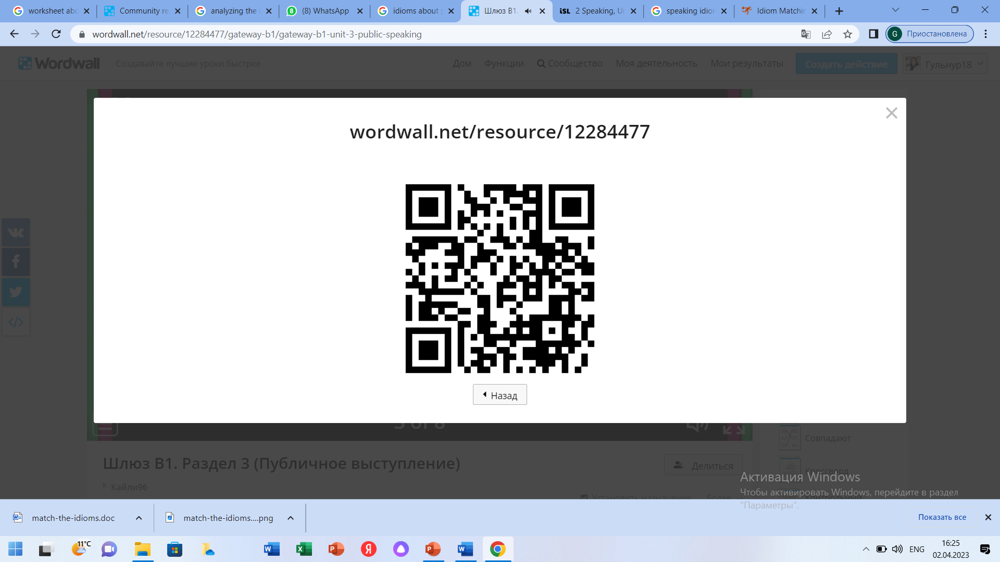 worksheet abo
Community re
analyzing the
(8) WhatsApp
idioms about
Шлюз B1.
2 Speaking, U
speaking idio
Idiom Matchin
wordwall.net/resource/12284477/gateway-b1/gateway-b1-unit-3-public-speaking
G Приостановлена
Wordwall
Создавайте лучшие уроки быстрее
Дом
Функции
Сообщество
Моя деятельность
Мои результаты
Создать действие
Гульнур18
wordwall.net/resource/12284477
Назад
5 of 8
Совпадают
Шлюз B1. Раздел 3 (Публичное выступление)
Делиться
Кроссворд
К Кайли96
Установить назначение
Более
Активация Windows
Чтобы активировать Windows, перейдите в раздел
"Параметры".
match-the-idioms.doc
match-the-idioms....png
Показать все
11°C
ENG
16:25
02.04.2023